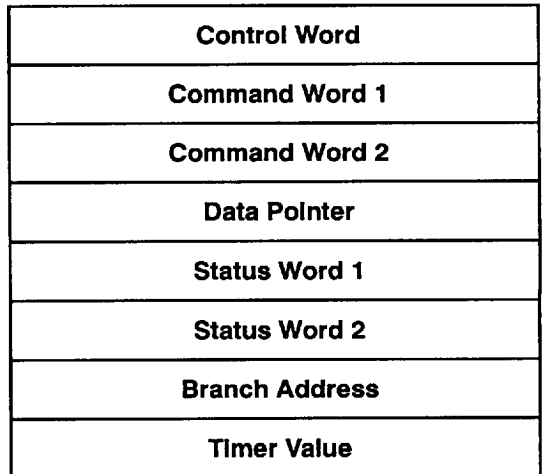 Control Word
Command Word 1
Command Word 2
Data Pointer
Status Word 1
Status Word 2
Branch Address
Timer Value